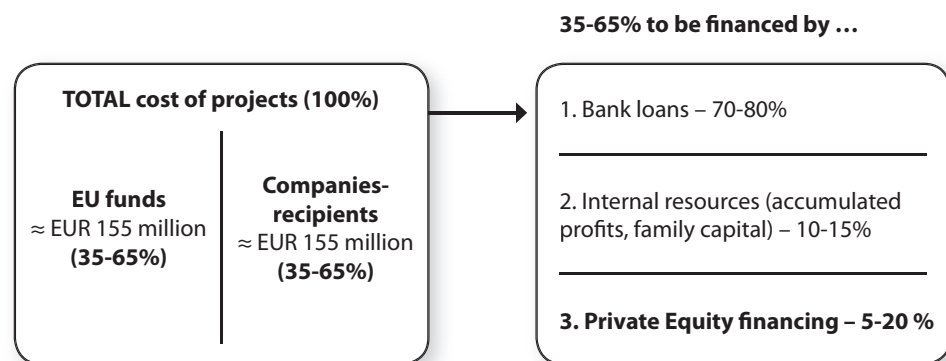 35-65% to be financed by …
TOTAL cost of projects (100%)
EU funds
≈ EUR 155 million
(35-65%)
Companies-
recipients
≈ EUR 155 million
(35-65%)
1. Bank loans – 70-80%
2. Internal resources (accumulated
profits, family capital) – 10-15%
3. Private Equity financing – 5-20 %